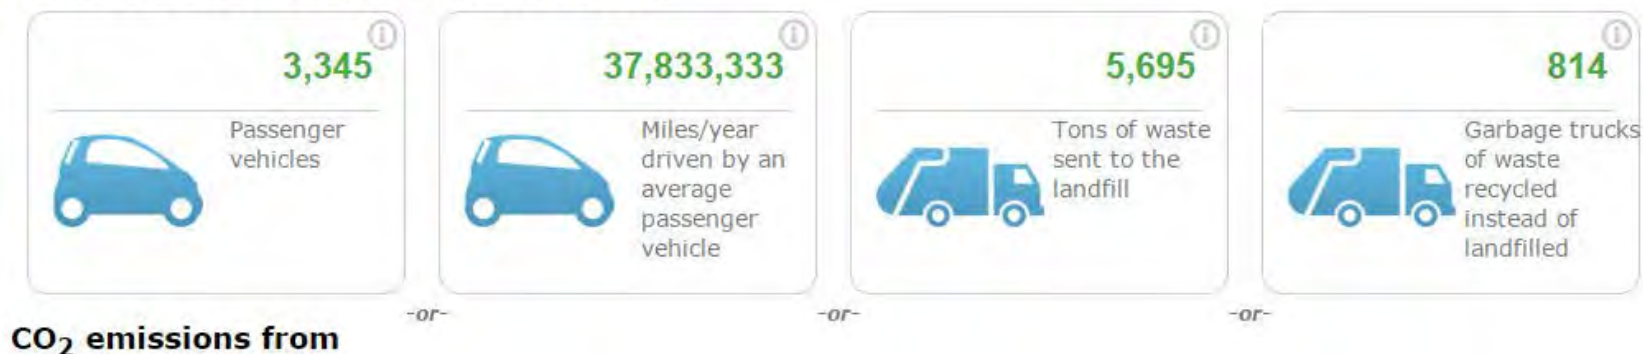 3,345
Passenger
vehicles
37,833,333
Miles/year
driven by an
average
passenger
vehicle
5,695
Tons of waste
sent to the
landfill
814
Garbage trucks
of waste
recycled
instead of
landfilled
-or-
-or-
-or-
CO₂ emissions from